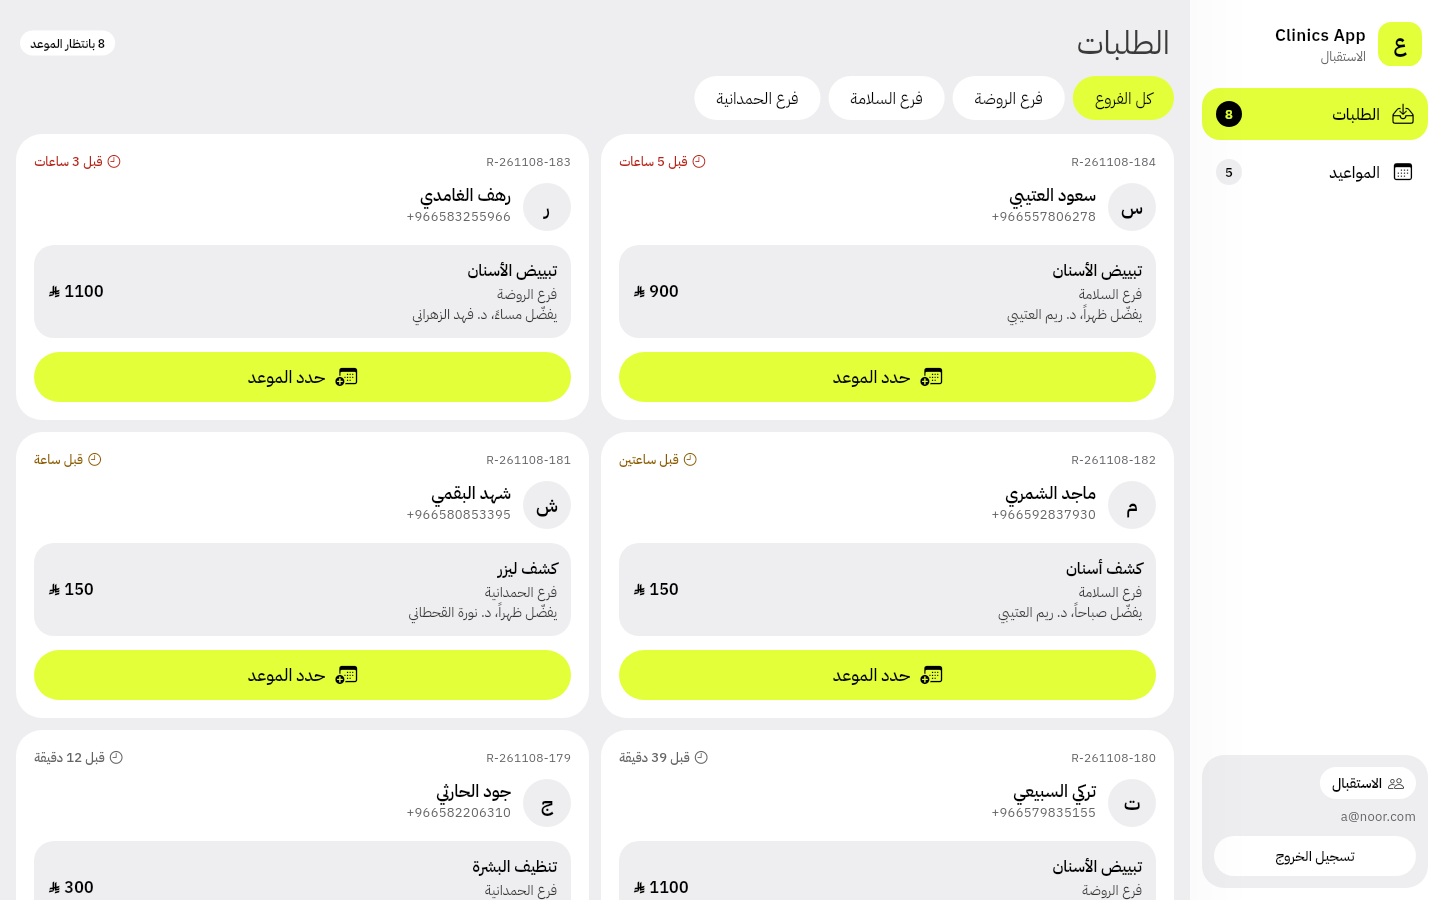 ع
Clinics App
الاستقبال
الطلبات
8
المواعيد
5
الاستقبال
a@noor.com
تسجيل الخروج
الطلبات
8 بانتظار الموعد
كل الفروع
فرع الروضة
فرع السلامة
فرع الحمدانية
R-261108-184
قبل 5 ساعات
س
سعود العتيبي
+966557806278
تبييض الأسنان
فرع السلامة
يفضّل ظهراً، د. ريم العتيبي
900 ⃁
حدد الموعد
R-261108-183
قبل 3 ساعات
ر
رهف الغامدي
+966583255966
تبييض الأسنان
فرع الروضة
يفضّل مساءً، د. فهد الزهراني
1100 ⃁
حدد الموعد
R-261108-182
قبل ساعتين
م
ماجد الشمري
+966592837930
كشف أسنان
فرع السلامة
يفضّل صباحاً، د. ريم العتيبي
150 ⃁
حدد الموعد
R-261108-181
قبل ساعة
ش
شهد البقمي
+966580853395
كشف ليزر
فرع الحمدانية
يفضّل ظهراً، د. نورة القحطاني
150 ⃁
حدد الموعد
R-261108-180
قبل 39 دقيقة
ت
تركي السبيعي
+966579835155
تبييض الأسنان
فرع الروضة
1100 ⃁
R-261108-179
قبل 12 دقيقة
ج
جود الحارثي
+966582206310
تنظيف البشرة
فرع الحمدانية
300 ⃁